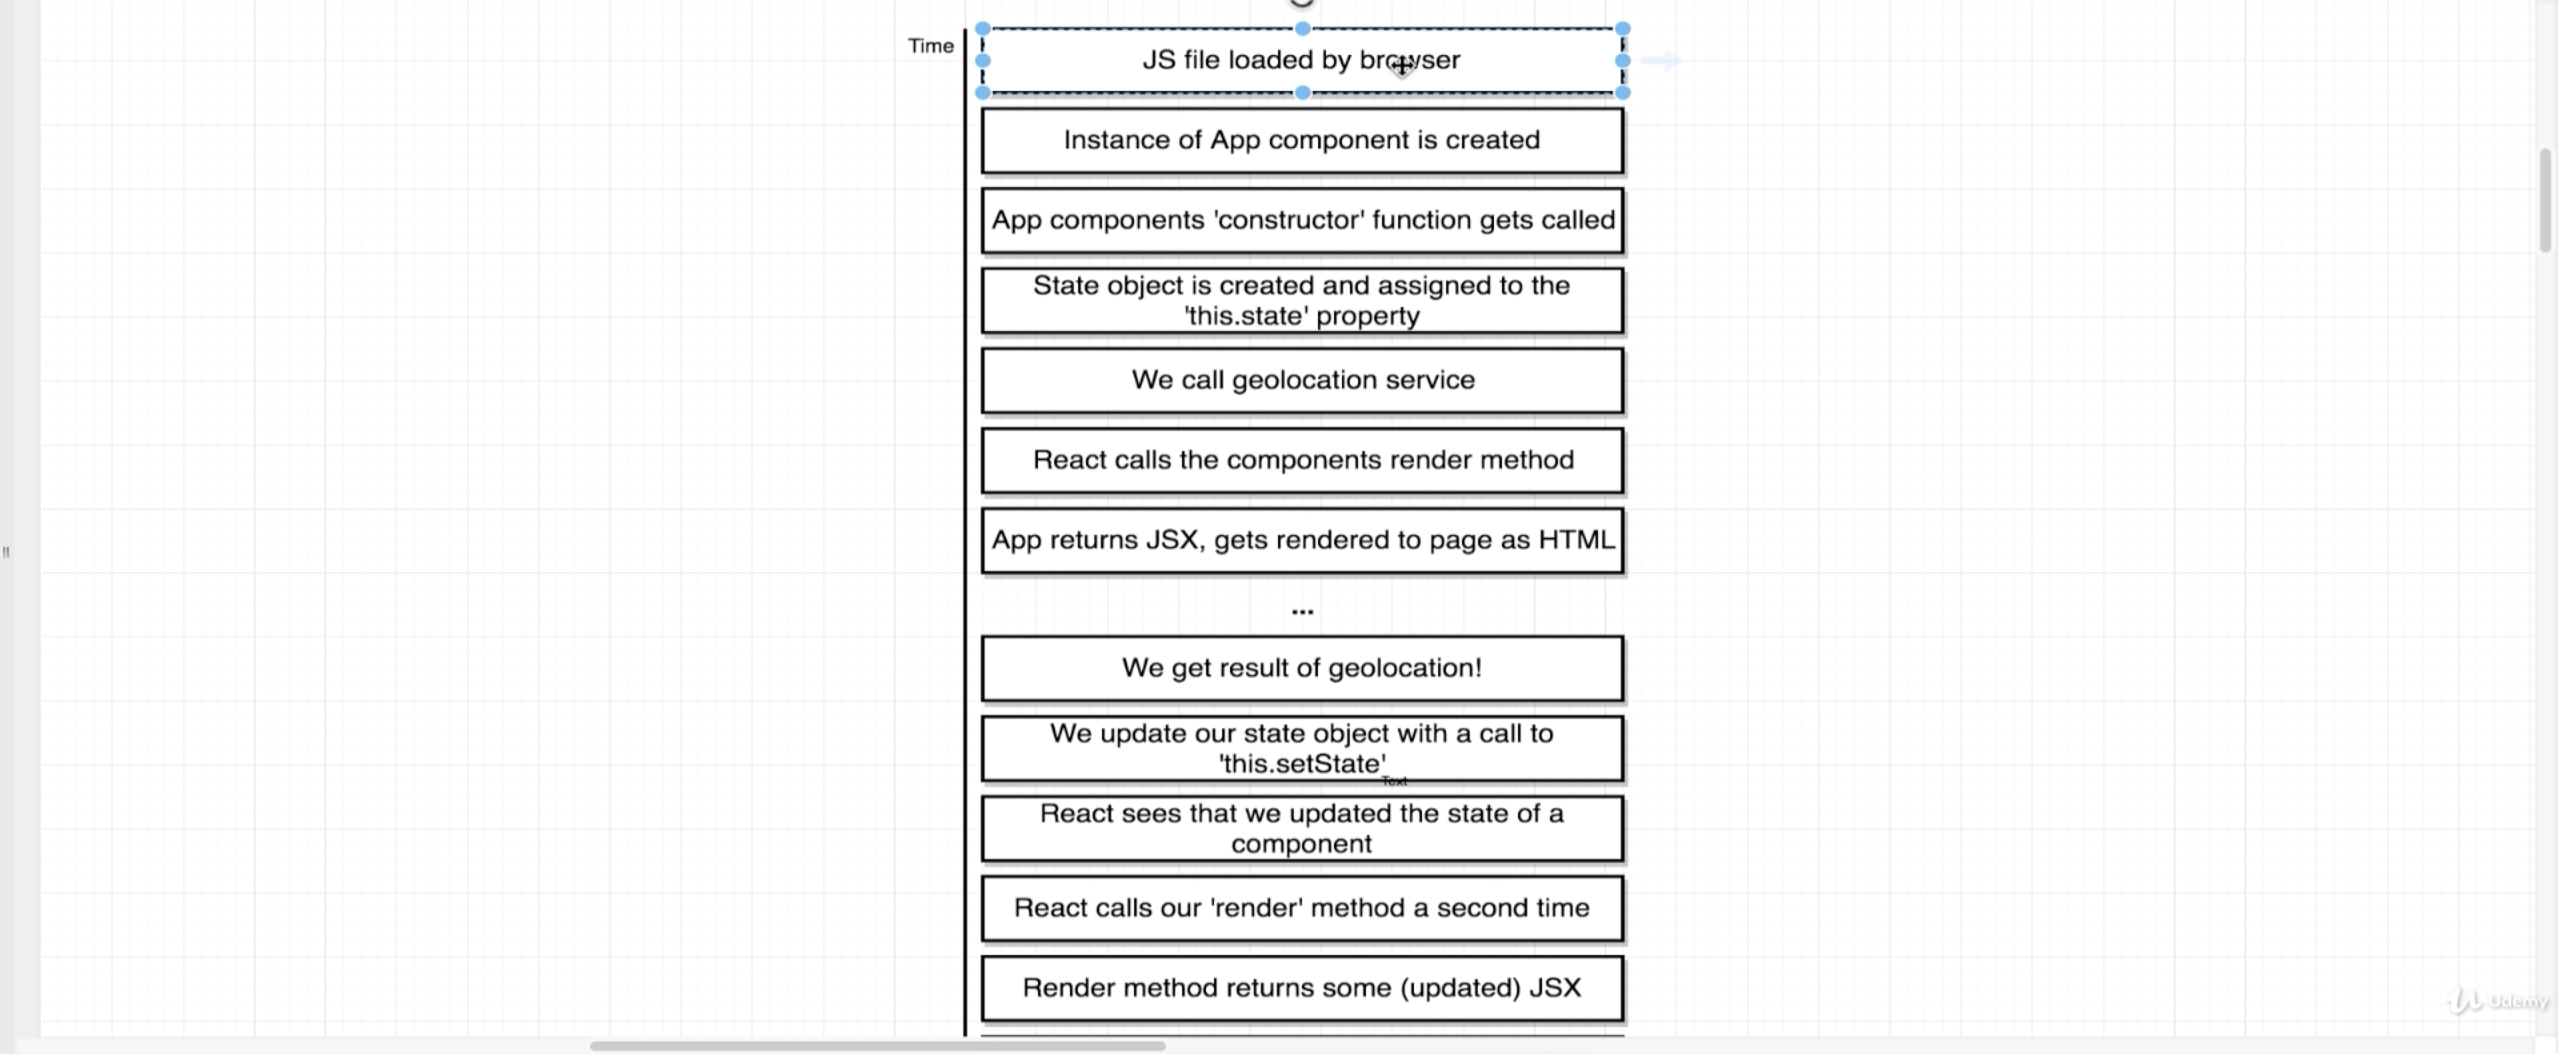 Time
JS file loaded by browser
Instance of App component is created
App components 'constructor' function gets called
State object is created and assigned to the
'this.state' property
We call geolocation service
React calls the components render method
App returns JSX, gets rendered to page as HTML
...
We get result of geolocation!
We update our state object with a call to
'this.setState'
Text
React sees that we updated the state of a
component
React calls our 'render' method a second time
Render method returns some (updated) JSX
Udemy